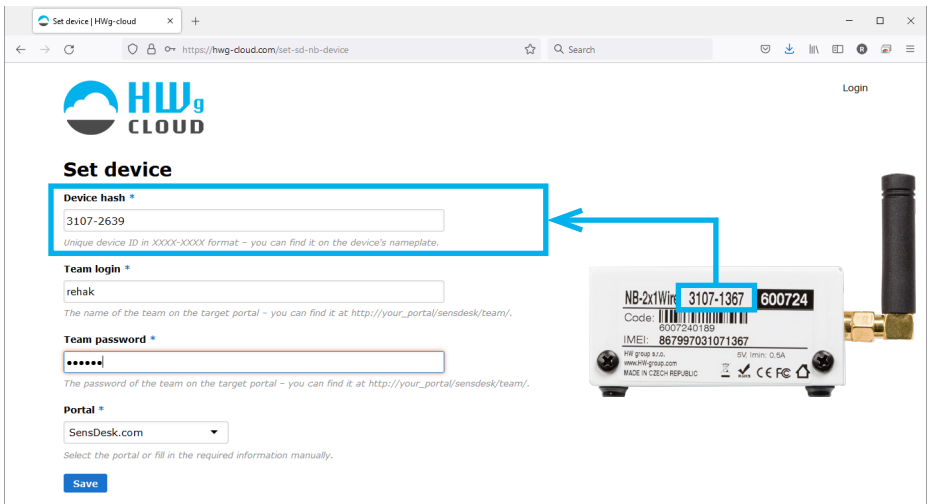 Set device | HWg-cloud
https://hwg-cloud.com/set-sd-nb-device
Search
R
Login
HWg
CLOUD
Set device
Device hash *
3107-2639
Unique device ID in XXXX-XXXX format – you can find it on the device's nameplate.
Team login *
rehak
The name of the team on the target portal – you can find it at http://your_portal/sensdesk/team/.
Team password *
••••••
The password of the team on the target portal – you can find it at http://your_portal/sensdesk/team/.
Portal *
SensDesk.com
Select the portal or fill in the required information manually.
Save
NB-2x1Wire 3107-1367 600724
Code:
6007240189
IMEI: 867997031071367
HW group s.r.o. 5V, Imin: 0,5A
www.HW-group.com
MADE IN CZECH REPUBLIC CE FC